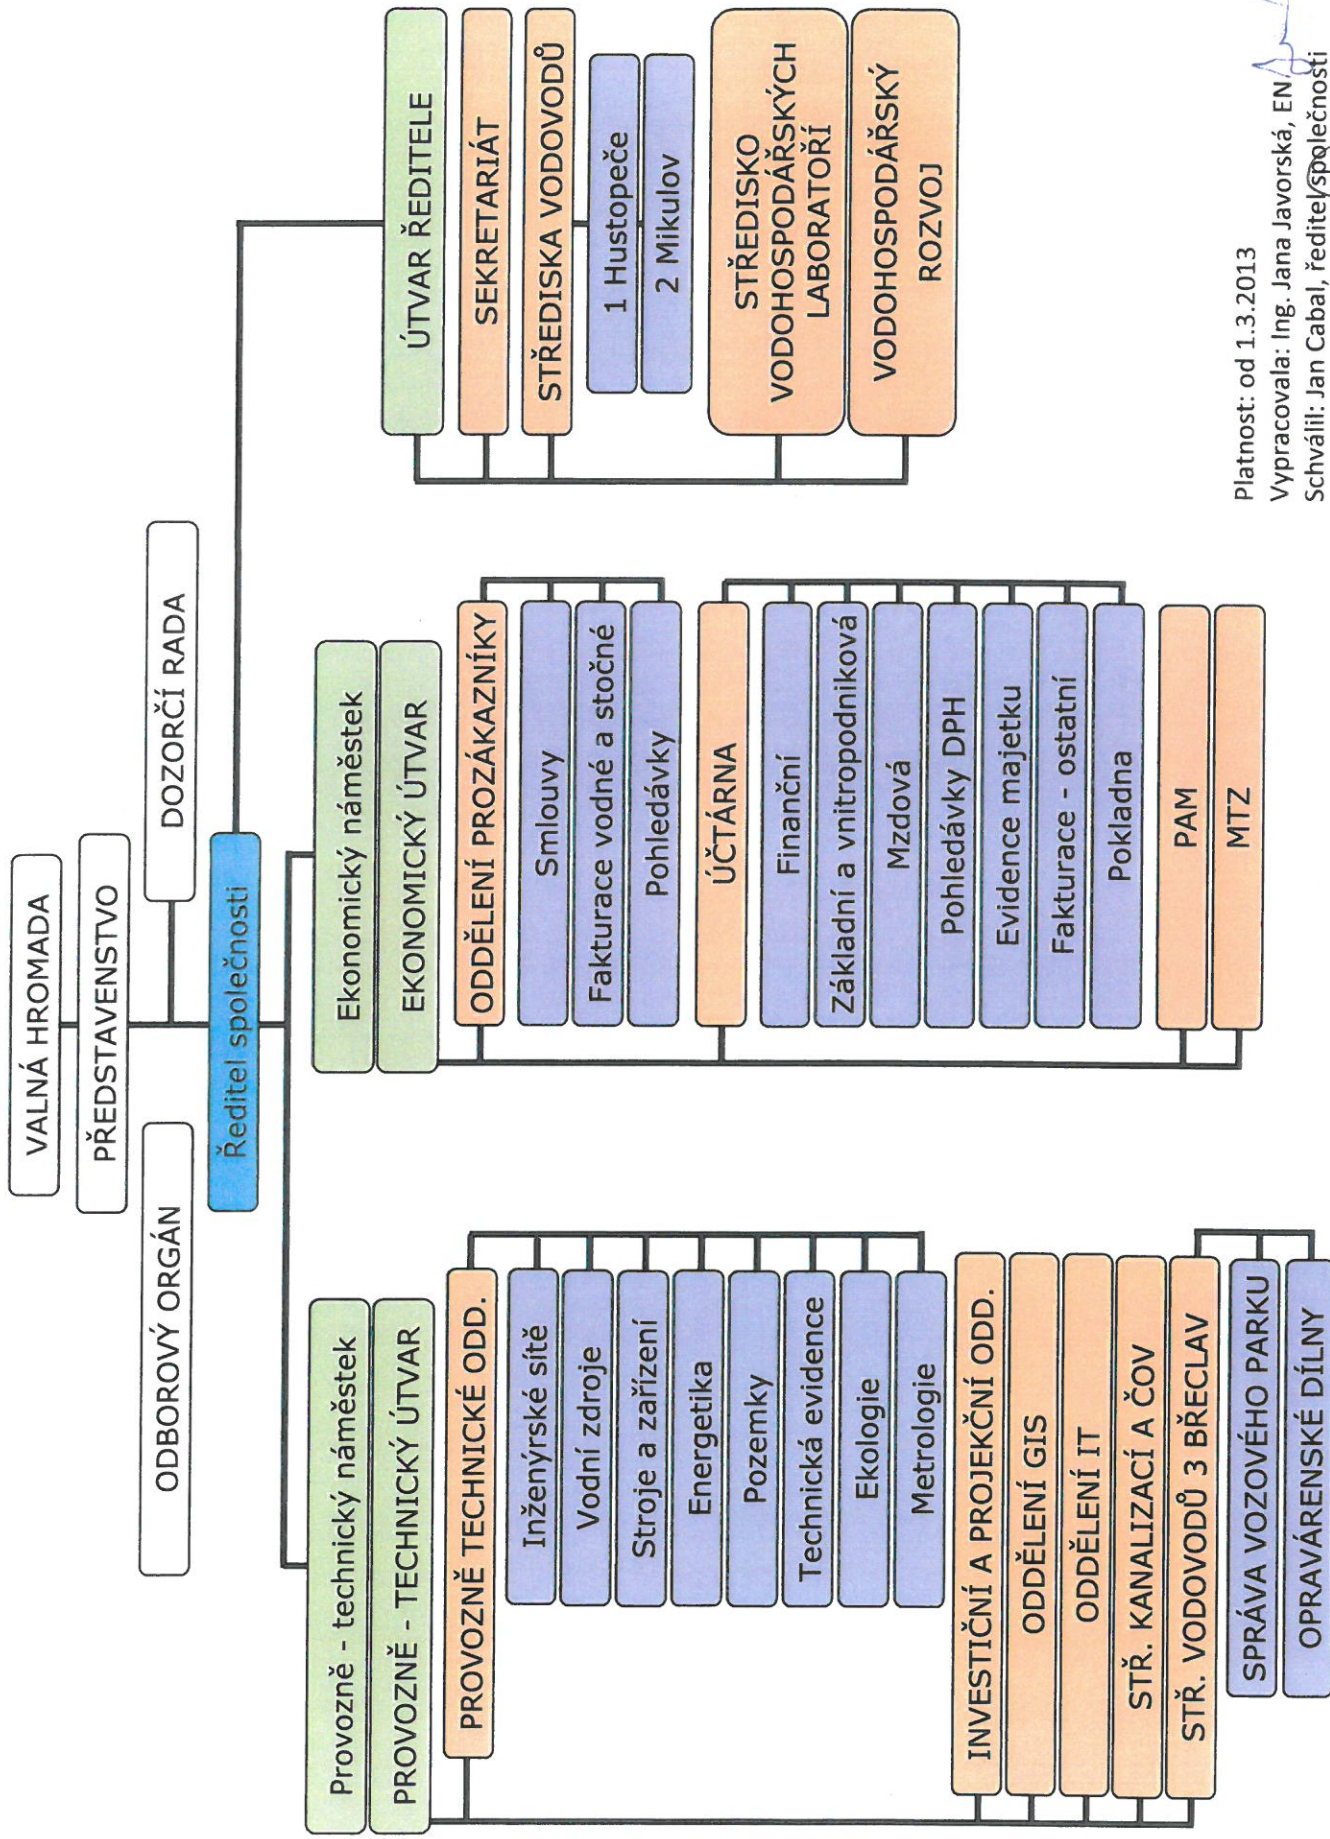 VALNÁ HROMADA
PŘEDSTAVENSTVO
ODBOROVÝ ORGÁN
DOZORČÍ RADA
Ředitel společnosti
Provozně - technický náměstek
PROVOZNĚ - TECHNICKÝ ÚTVAR
PROVOZNĚ TECHNICKÉ ODD.
Inženýrské sítě
Vodní zdroje
Stroje a zařízení
Energetika
Pozemky
Technická evidence
Ekologie
Metrologie
INVESTIČNÍ A PROJEKČNÍ ODD.
ODDĚLENÍ GIS
ODDĚLENÍ IT
STŘ. KANALIZACÍ A ČOV
STŘ. VODOVODŮ 3 BŘECLAV
SPRÁVA VOZOVÉHO PARKU
OPRAVÁRENSKÉ DÍLNY
Ekonomický náměstek
EKONOMICKÝ ÚTVAR
ODDĚLENÍ PROZÁKAZNÍKY
Smlouvy
Fakturace vodné a stočné
Pohledávky
ÚČTÁRNA
Finanční
Základní a vnitropodniková
Mzdová
Pohledávky DPH
Evidence majetku
Fakturace - ostatní
Pokladna
PAM
MTZ
ÚTVAR ŘEDITELE
SEKRETARIÁT
STŘEDISKA VODOVODŮ
1 Hustopeče
2 Mikulov
STŘEDISKO
VODOHOSPODÁŘSKÝCH
LABORATOŘÍ
VODOHOSPODÁŘSKÝ
ROZVOJ
Platnost: od 1.3.2013
Vypracovala: Ing. Jana Javorská, EN
Schválil: Jan Cabal, ředitel společnosti